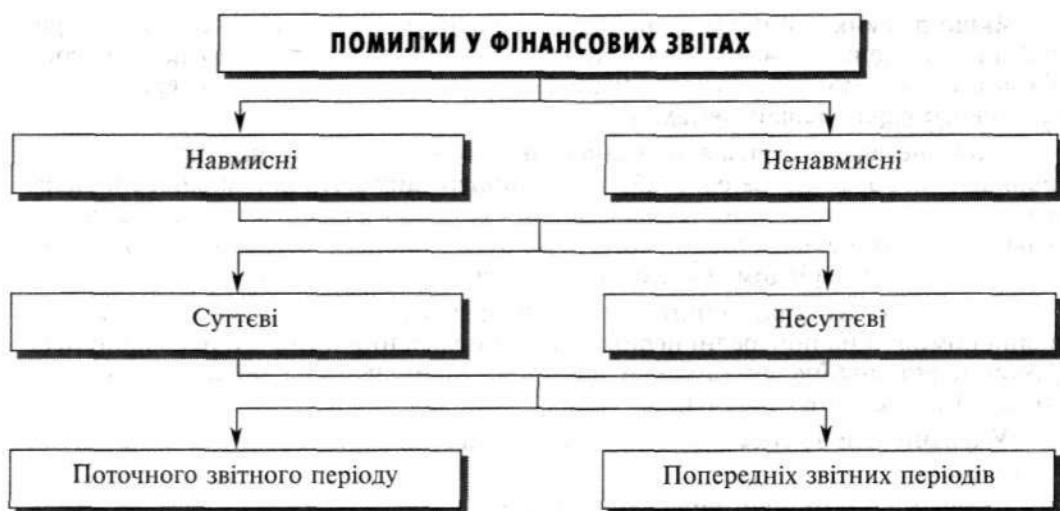 ПОМИЛКИ У ФІНАНСОВИХ ЗВІТАХ
Навмисні
Ненавмисні
Суттєві
Несуттєві
Поточного звітного періоду
Попередніх звітних періодів